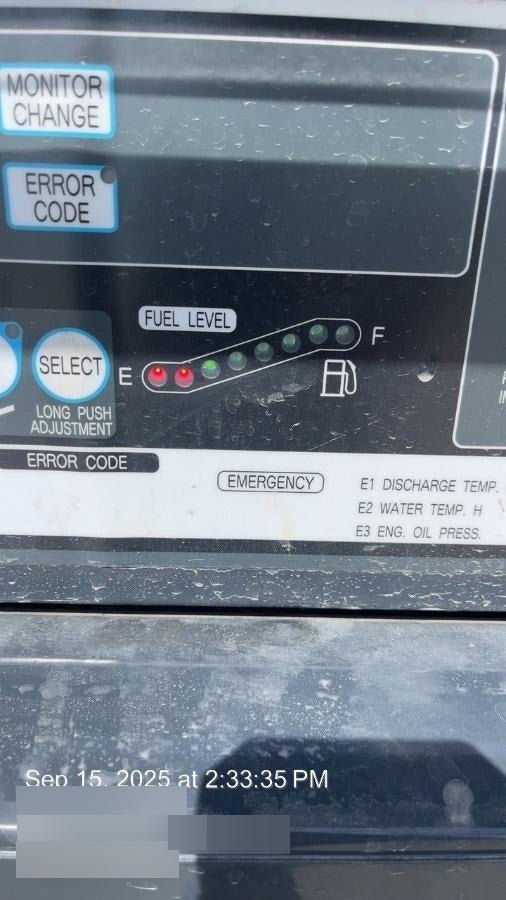 MONITOR
CHANGE
ERROR
CODE
FUEL LEVEL
E
F
SELECT
LONG PUSH
ADJUSTMENT
ERROR CODE
EMERGENCY
E1 DISCHARGE TEMP.
E2 WATER TEMP. H
E3 ENG. OIL PRESS.
Sep 15, 2025 at 2:33:35 PM